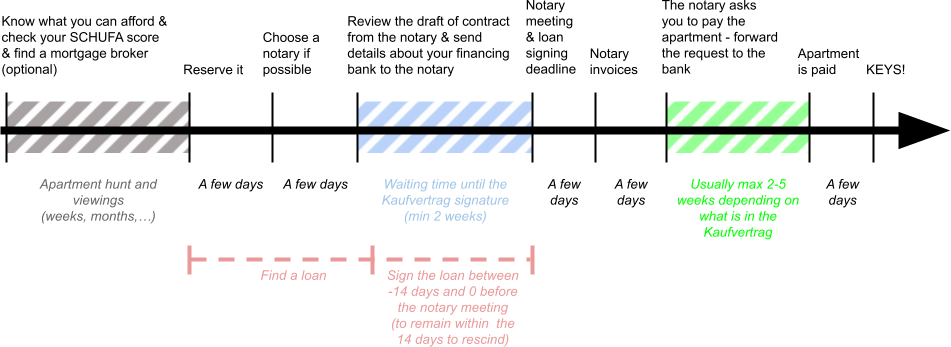 Know what you can afford &
check your SCHUFA score
& find a mortgage broker
(optional)
Reserve it
Choose a
notary if
possible
Review the draft of contract
from the notary & send
details about your financing
bank to the notary
Notary
meeting
& loan
signing
deadline
Notary
invoices
The notary asks
you to pay the
apartment - forward
the request to the
bank
Apartment
is paid
KEYS!
Apartment hunt and
viewings
(weeks, months,…)
A few days
A few days
Waiting time until the
Kaufvertrag signature
(min 2 weeks)
A few
days
A few
days
Usually max 2-5
weeks depending on
what is in the
Kaufvertrag
A few
days
Find a loan
Sign the loan between
-14 days and 0 before
the notary meeting
(to remain within the
14 days to rescind)